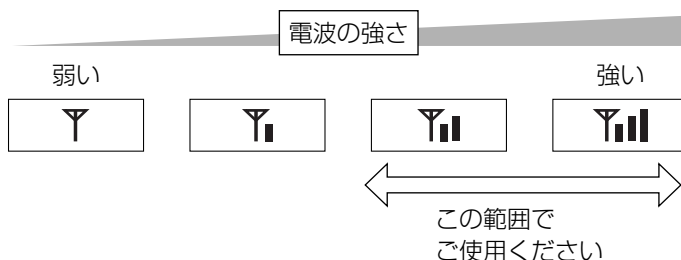 電波の強さ
弱い
強い
この範囲で
ご使用ください